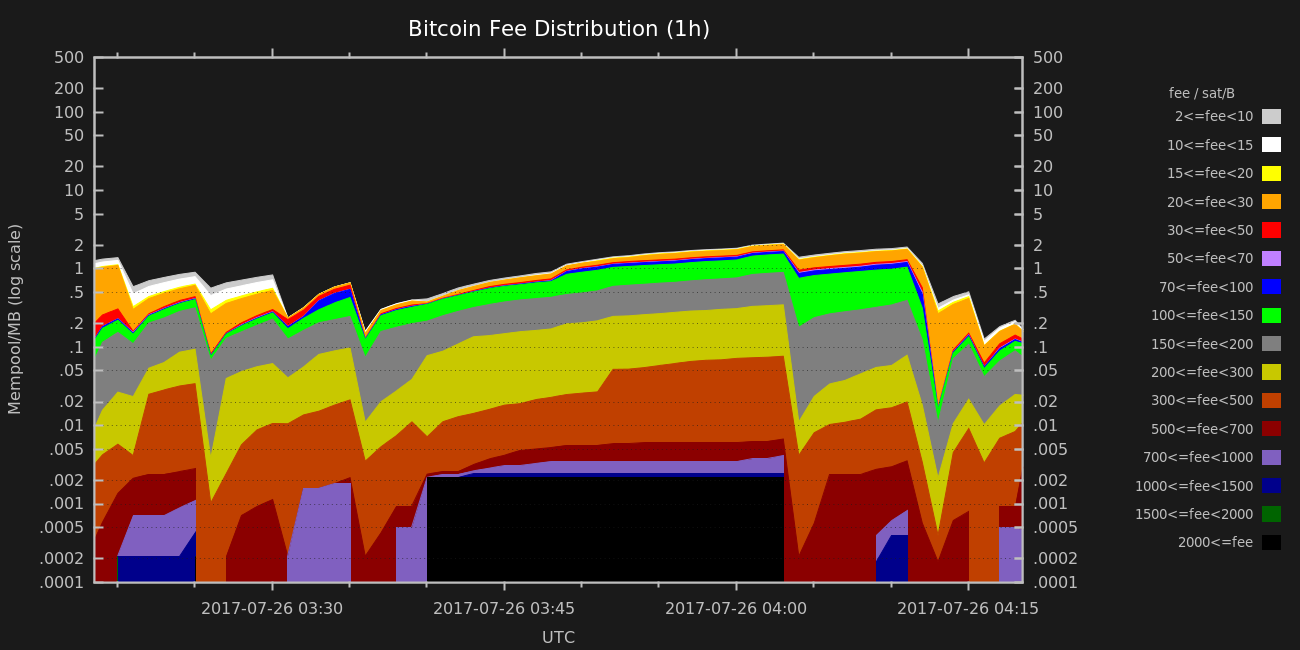 Bitcoin Fee Distribution (1h)
500 500
200 200
100 100
50 50
20 20
10 10
5 5
2 2
1 1
.5 .5
.2 .2
.1 .1
.05 .05
.02 .02
.01 .01
.005 .005
.002 .002
.001 .001
.0005 .0005
.0002 .0002
.0001 .0001
Mempool/MB (log scale)
2017-07-26 03:30 2017-07-26 03:45 2017-07-26 04:00 2017-07-26 04:15
UTC
fee / sat/B
2<=fee<10
10<=fee<15
15<=fee<20
20<=fee<30
30<=fee<50
50<=fee<70
70<=fee<100
100<=fee<150
150<=fee<200
200<=fee<300
300<=fee<500
500<=fee<700
700<=fee<1000
1000<=fee<1500
1500<=fee<2000
2000<=fee